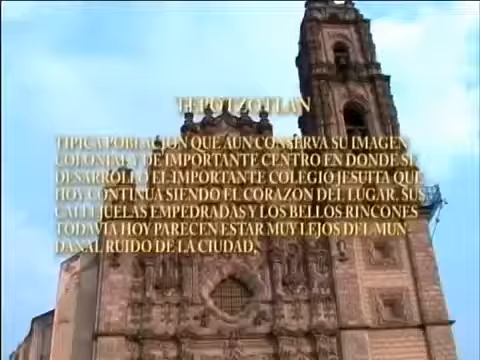 TEPOTZOTLAN
TIPICA POBLACION QUE AUN CONSERVA SU IMAGEN
COLONIAL Y DE IMPORTANTE CENTRO EN DONDE SE
DESARROLLO EL IMPORTANTE COLEGIO JESUITA QUE
HOY CONTINUA SIENDO EL CORAZON DEL LUGAR. SUS
CALLEJUELAS EMPEDRADAS Y LOS BELLOS RINCONES
TODAVIA HOY PARECEN ESTAR MUY LEJOS DEL MUN-
DANAL RUIDO DE LA CIUDAD,